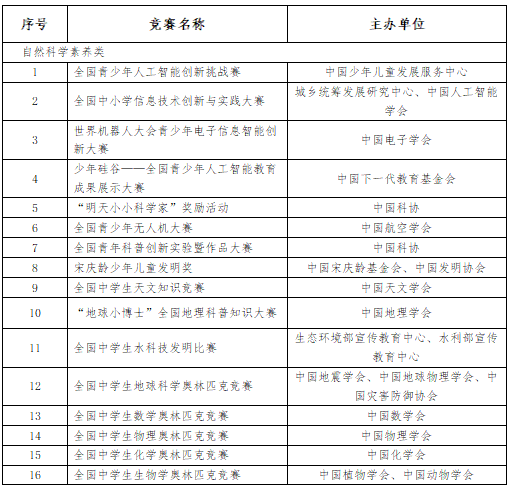 序号 竞赛名称 主办单位
自然科学素养类
1 全国青少年人工智能创新挑战赛 中国少年儿童发展服务中心
2 全国中小学信息技术创新与实践大赛 城乡统筹发展研究中心、中国人工智能
学会
3 世界机器人大会青少年电子信息智能创
新大赛 中国电子学会
4 少年硅谷——全国青少年人工智能教育
成果展示大赛 中国下一代教育基金会
5 “明天小小科学家”奖励活动 中国科协
6 全国青少年无人机大赛 中国航空学会
7 全国青年科普创新实验暨作品大赛 中国科协
8 宋庆龄少年儿童发明奖 中国宋庆龄基金会、中国发明协会
9 全国中学生天文知识竞赛 中国天文学会
10 “地球小博士”全国地理科普知识大赛 中国地理学会
11 全国中学生水科技发明比赛 生态环境部宣传教育中心、水利部宣传
教育中心
12 全国中学生地球科学奥林匹克竞赛 中国地震学会、中国地球物理学会、中
国灾害防御协会
13 全国中学生数学奥林匹克竞赛 中国数学会
14 全国中学生物理奥林匹克竞赛 中国物理学会
15 全国中学生化学奥林匹克竞赛 中国化学会
16 全国中学生生物学奥林匹克竞赛 中国植物学会、中国动物学会